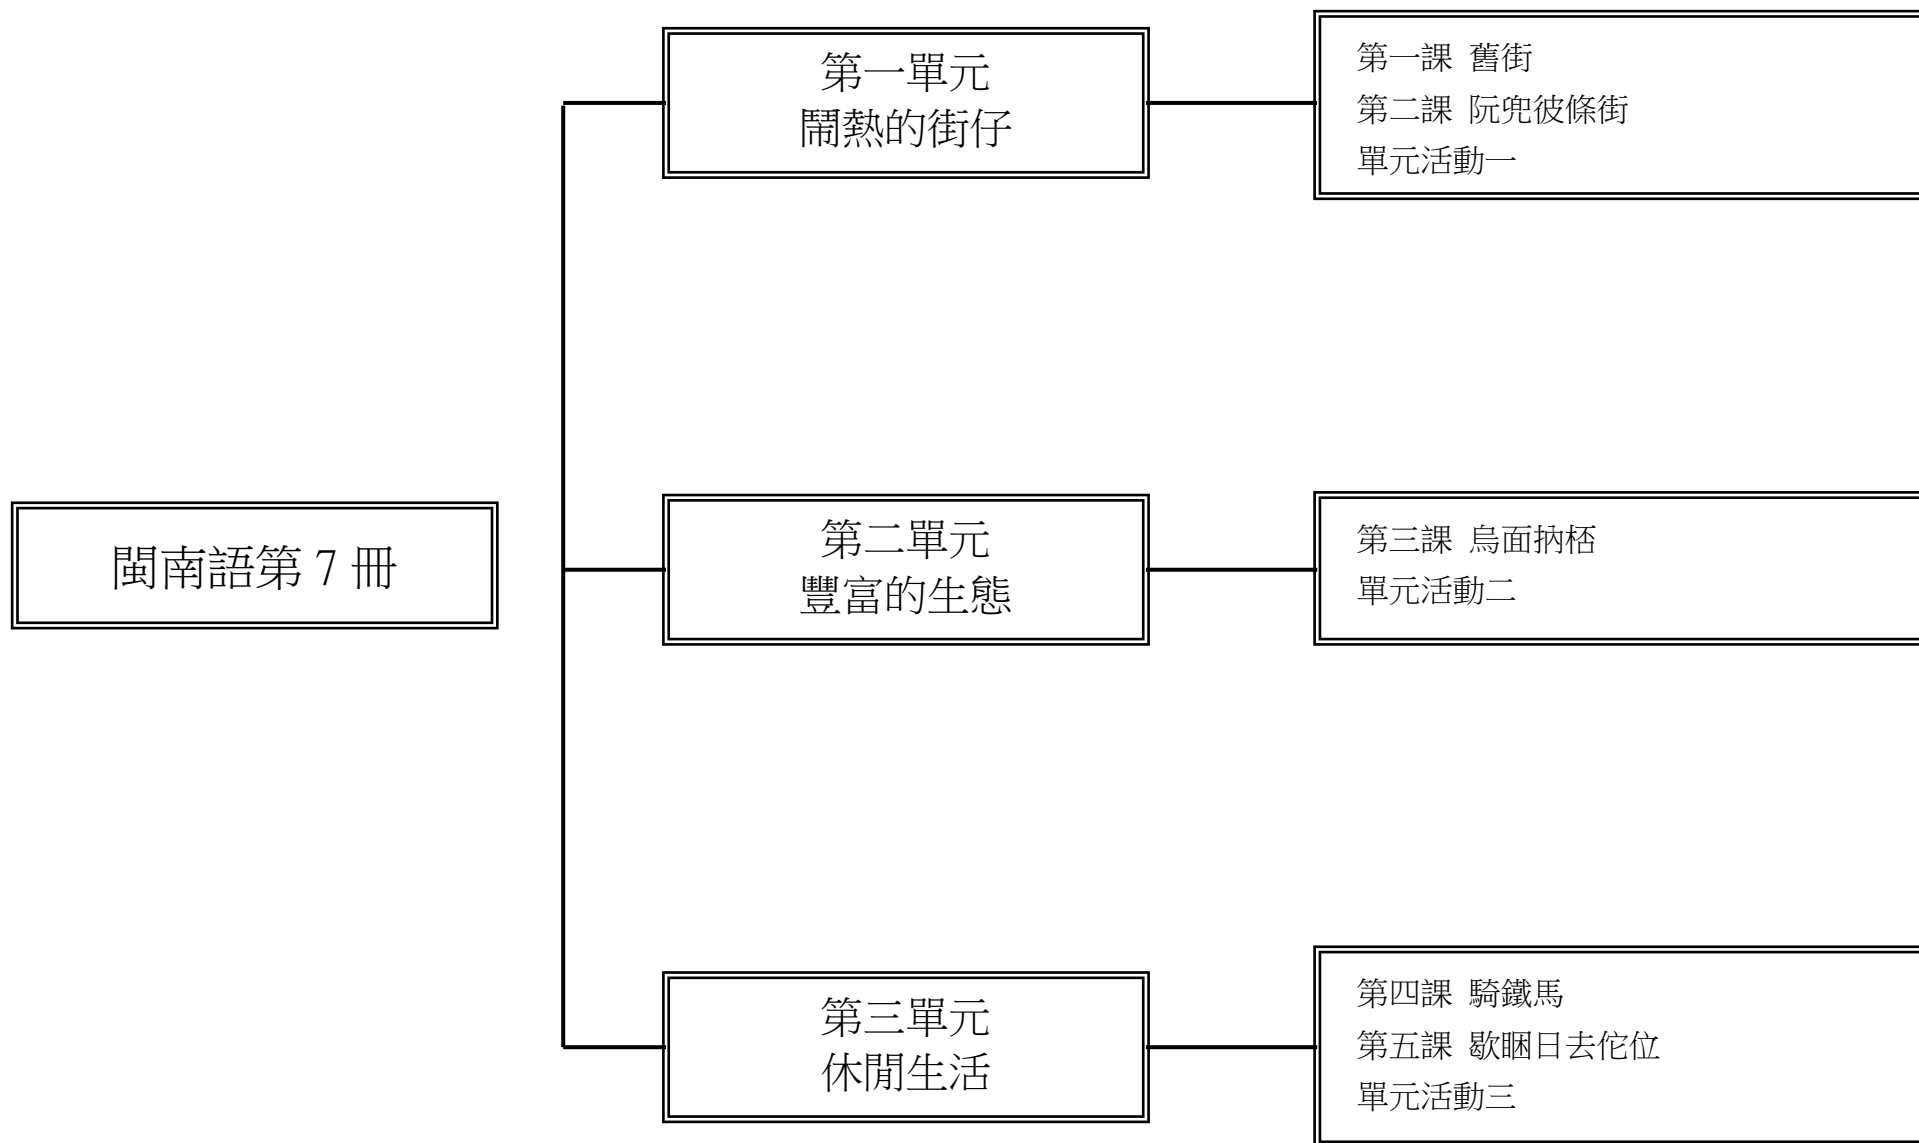 閩南語第 7 冊
第一單元
鬧熱的街仔
第一課 舊街
第二課 阮兜彼條街
單元活動一
第二單元
豐富的生態
第三課 烏面抐桮
單元活動二
第三單元
休閒生活
第四課 騎鐵馬
第五課 歇睏日去佗位
單元活動三